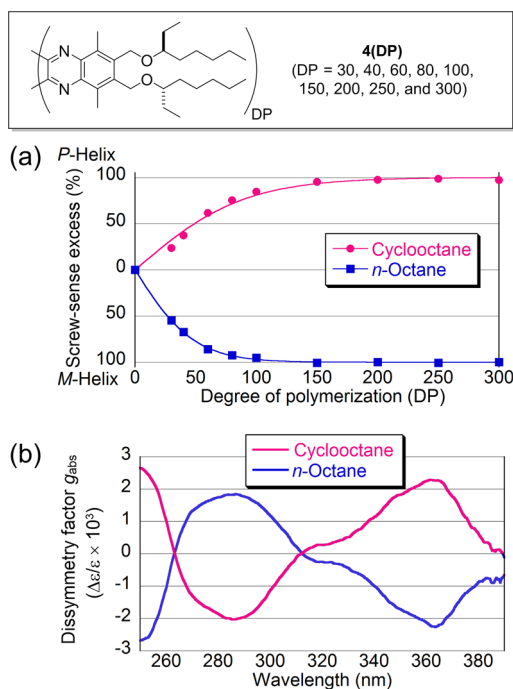 N
N
O
O
DP
4(DP)
(DP = 30, 40, 60, 80, 100,
150, 200, 250, and 300)
(a)
P-Helix
Screw-sense excess (%)
100
50
0
50
100
M-Helix
Cyclooctane
n-Octane
0 50 100 150 200 250 300
Degree of polymerization (DP)
(b)
Cyclooctane
n-Octane
Dissymmetry factor gabs
(Δε/ε × 10³)
3
2
1
0
-1
-2
-3
260 280 300 320 340 360 380
Wavelength (nm)